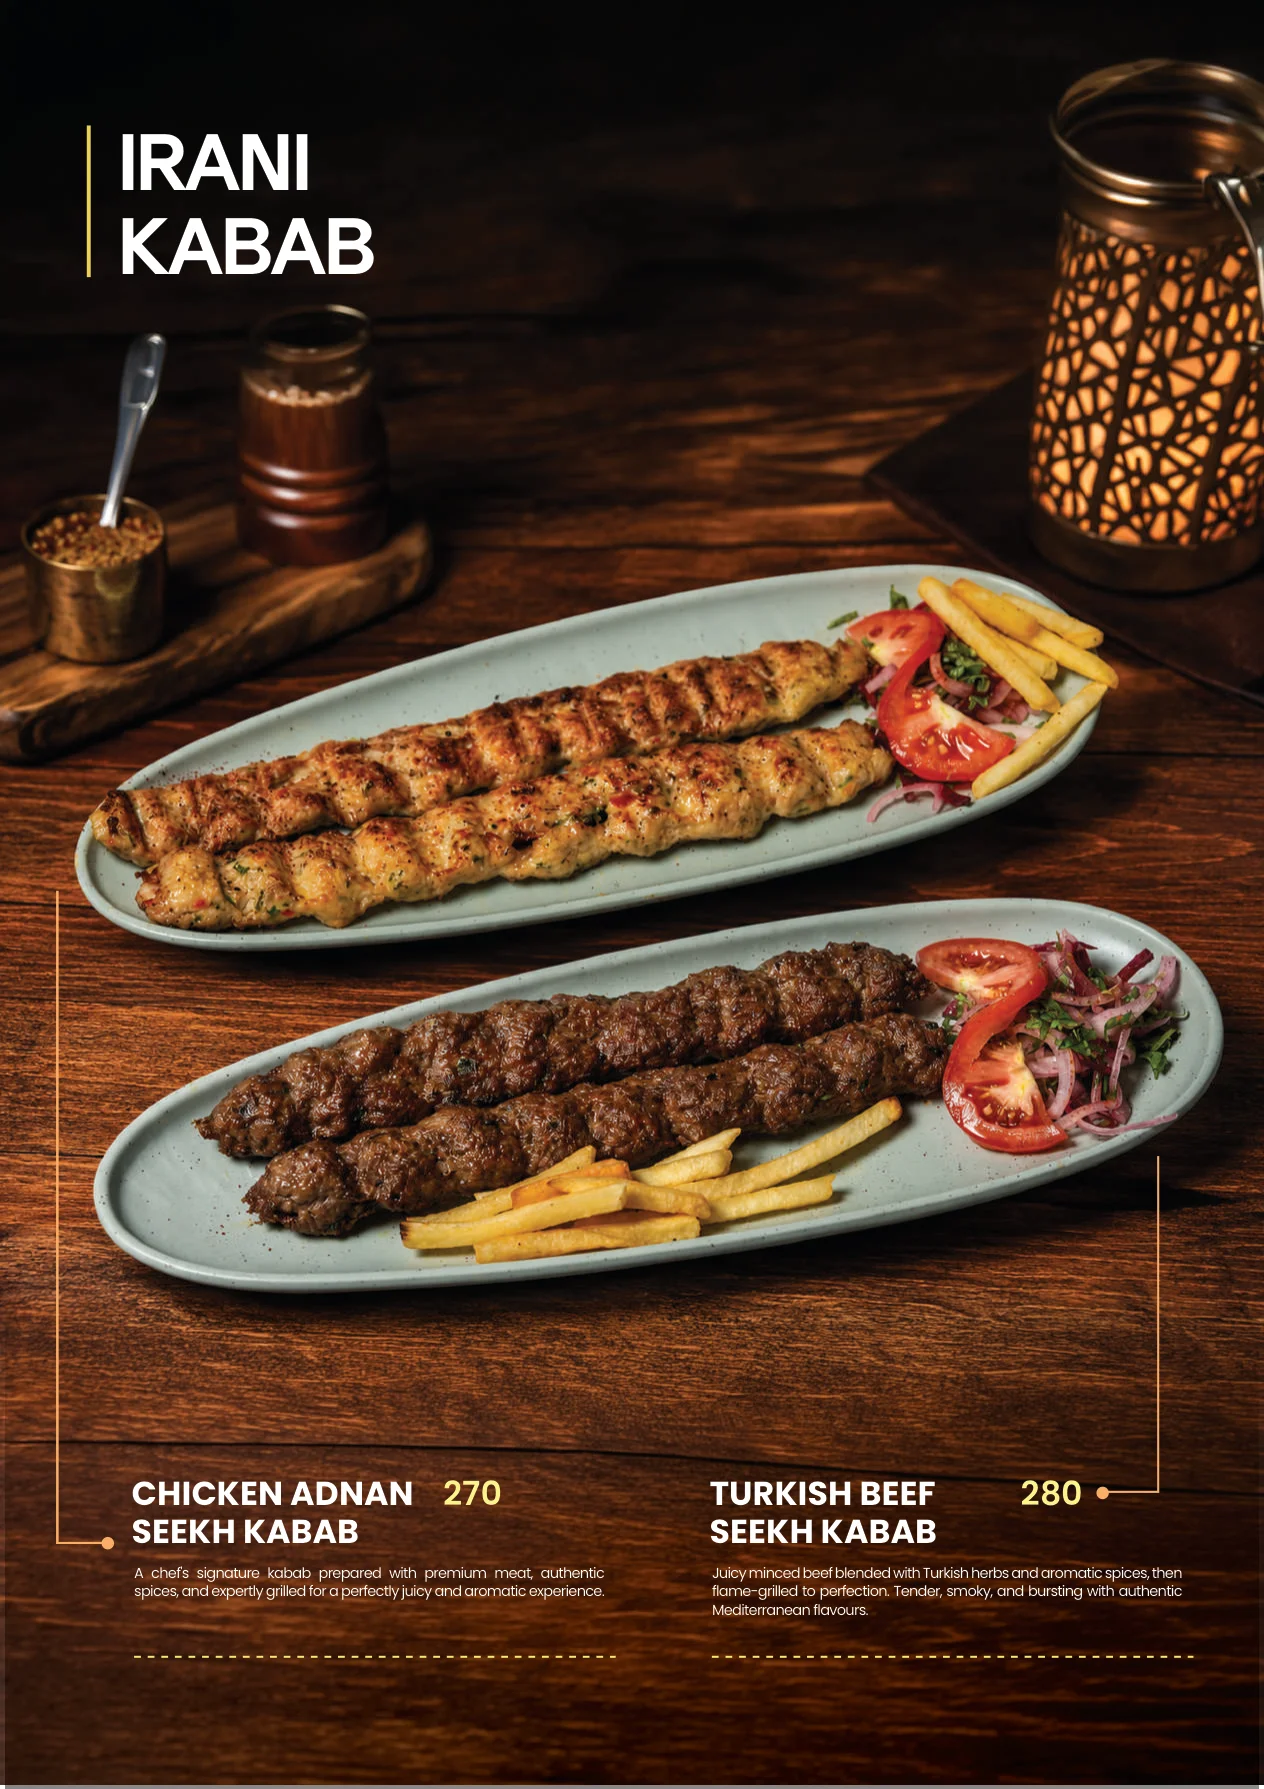 IRANI
KABAB
CHICKEN ADNAN 270
SEEKH KABAB
A chef's signature kabab prepared with premium meat, authentic
spices, and expertly grilled for a perfectly juicy and aromatic experience.
TURKISH BEEF 280
SEEKH KABAB
Juicy minced beef blended with Turkish herbs and aromatic spices, then
flame-grilled to perfection. Tender, smoky, and bursting with authentic
Mediterranean flavours.